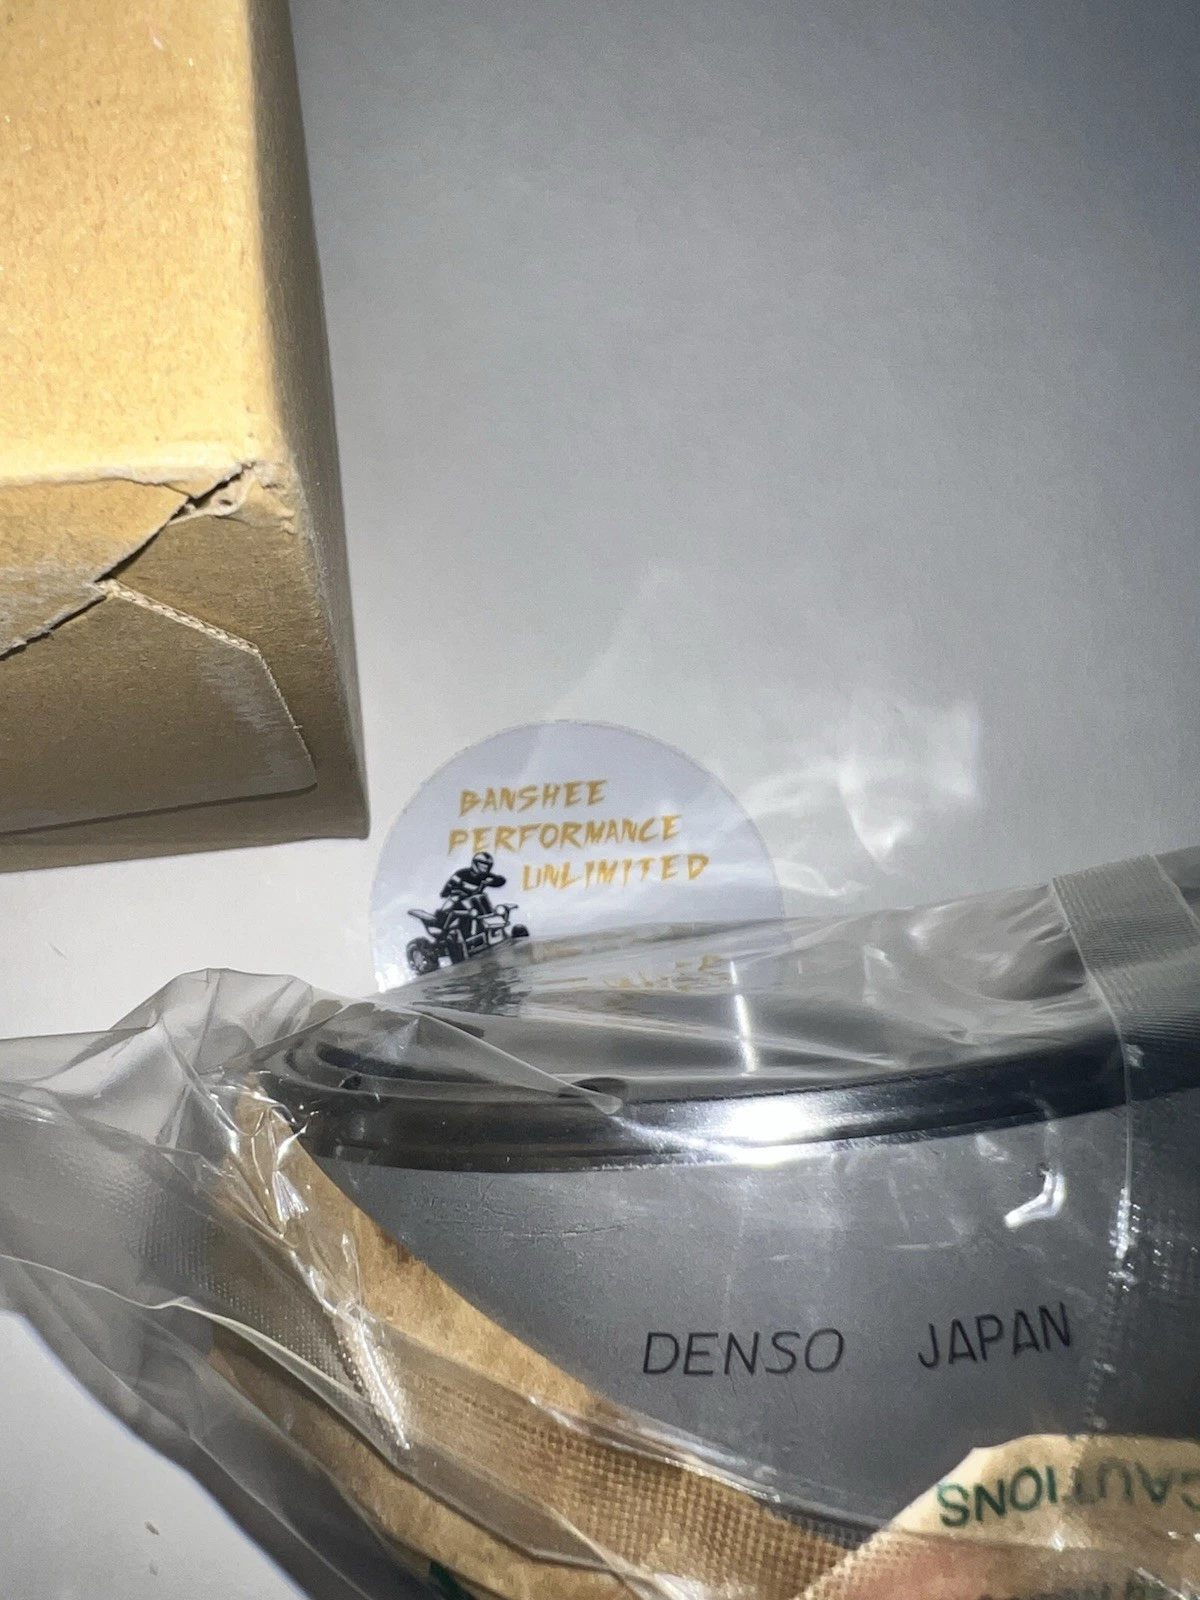 BANSHEE
PERFORMANCE
UNLIMITED
DENSO JAPAN
CAUTIONS